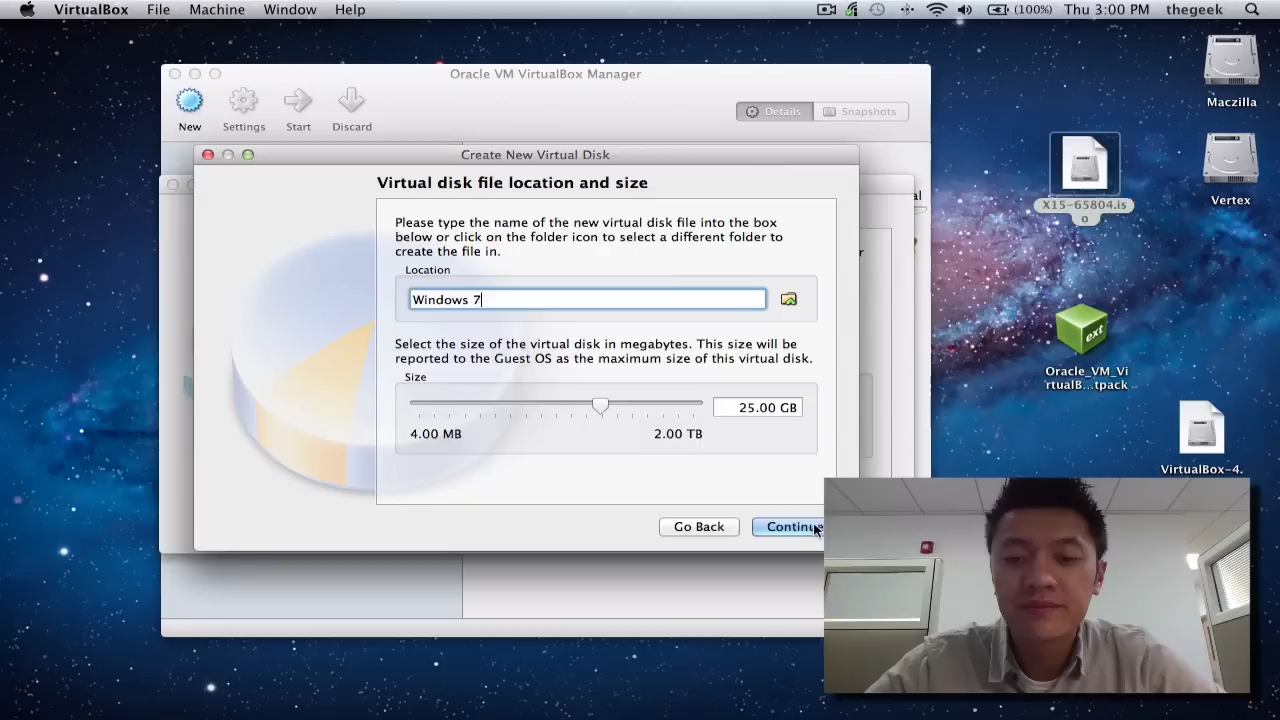 VirtualBox File Machine Window Help (100%) Thu 3:00 PM thegeek
Oracle VM VirtualBox Manager
New Settings Start Discard
Details Snapshots
Create New Virtual Disk
Virtual disk file location and size
Please type the name of the new virtual disk file into the box
below or click on the folder icon to select a different folder to
create the file in.
Location
Windows 7
Select the size of the virtual disk in megabytes. This size will be
reported to the Guest OS as the maximum size of this virtual disk.
Size
25.00 GB
4.00 MB 2.00 TB
Go Back Continue
Maczilla
X15-65804.is
o
Vertex
ext
Oracle_VM_Vi
rtualB...tpack
VirtualBox-4.